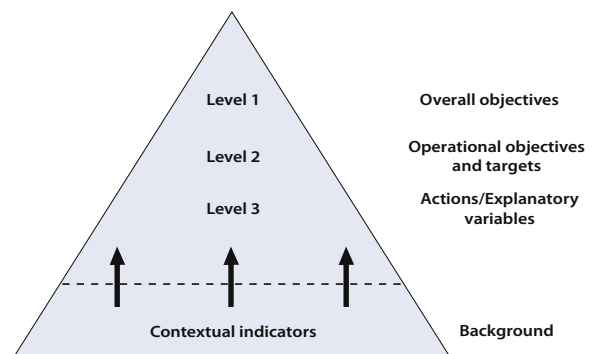 Level 1
Overall objectives
Level 2
Operational objectives
and targets
Level 3
Actions/Explanatory
variables
Contextual indicators
Background